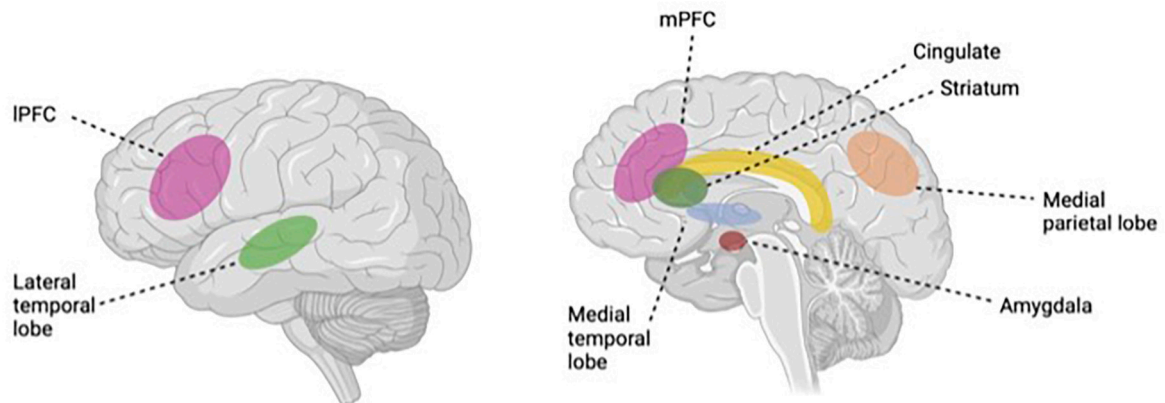 lPFC
Lateral
temporal
lobe
mPFC
Cingulate
Striatum
Medial
parietal lobe
Amygdala
Medial
temporal
lobe